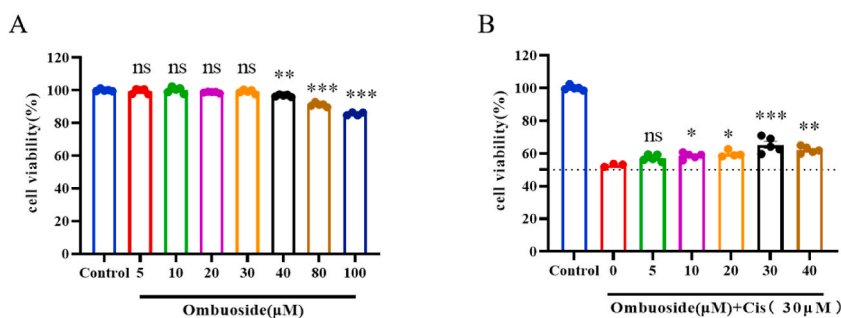 A
120
100
80
60
40
20
0
cell viability(%)
ns ns ns ns ** *** ***
Control 5 10 20 30 40 80 100
Ombuoside(μM)
B
120
100
80
60
40
20
0
cell viability(%)
ns * * *** **
Control 0 5 10 20 30 40
Ombuoside(μM)+Cis( 30μM )